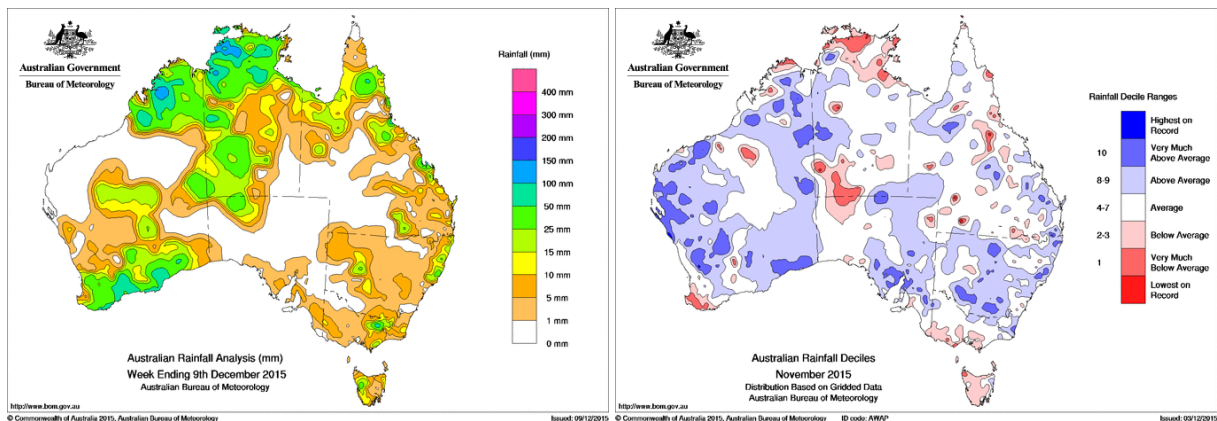 Australian Government
Bureau of Meteorology
Rainfall (mm)
400 mm
300 mm
200 mm
150 mm
100 mm
50 mm
25 mm
15 mm
10 mm
5 mm
1 mm
0 mm
Australian Rainfall Analysis (mm)
Week Ending 9th December 2015
Australian Bureau of Meteorology
http://www.bom.gov.au
© Commonwealth of Australia 2015, Australian Bureau of Meteorology Issued: 09/12/2015
Australian Government
Bureau of Meteorology
Rainfall Decile Ranges
Highest on
Record
10 Very Much
Above Average
8-9 Above Average
4-7 Average
2-3 Below Average
1 Very Much
Below Average
Lowest on
Record
Australian Rainfall Deciles
November 2015
Distribution Based on Gridded Data
Australian Bureau of Meteorology
http://www.bom.gov.au
© Commonwealth of Australia 2015, Australian Bureau of Meteorology ID code: AWAP Issued: 03/12/2015